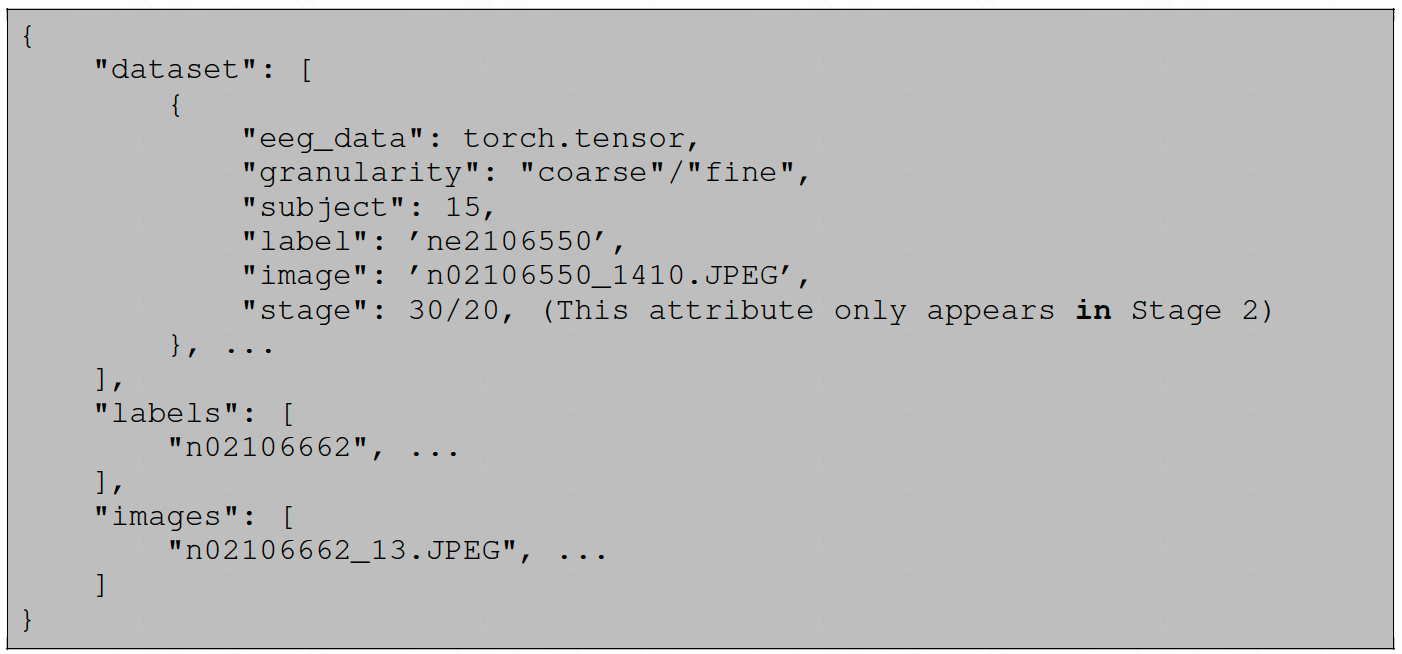 {
"dataset": [
{
"eeg_data": torch.tensor,
"granularity": "coarse"/"fine",
"subject": 15,
"label": ’ne2106550’,
"image": ’n02106550_1410.JPEG’,
"stage": 30/20, (This attribute only appears in Stage 2)
}, ...
],
"labels": [
"n02106662", ...
],
"images": [
"n02106662_13.JPEG", ...
]
}